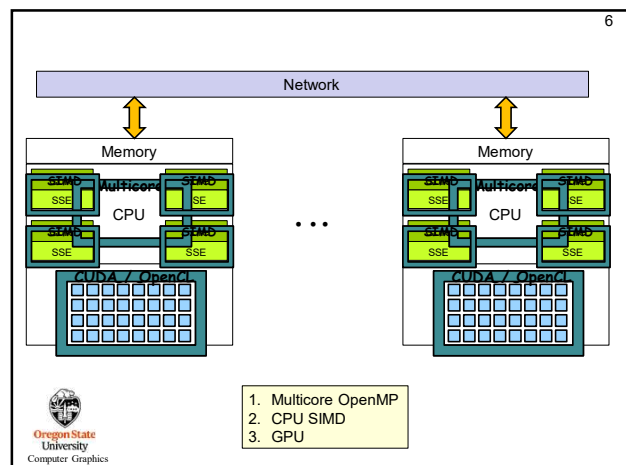 6
Network
Memory
SIMD Multicore SIMD
SSE SSE
CPU
SIMD SIMD
SSE SSE
CUDA / OpenCL
...
Memory
SIMD Multicore SIMD
SSE SSE
CPU
SIMD SIMD
SSE SSE
CUDA / OpenCL
1. Multicore OpenMP
2. CPU SIMD
3. GPU
Oregon State
University
Computer Graphics